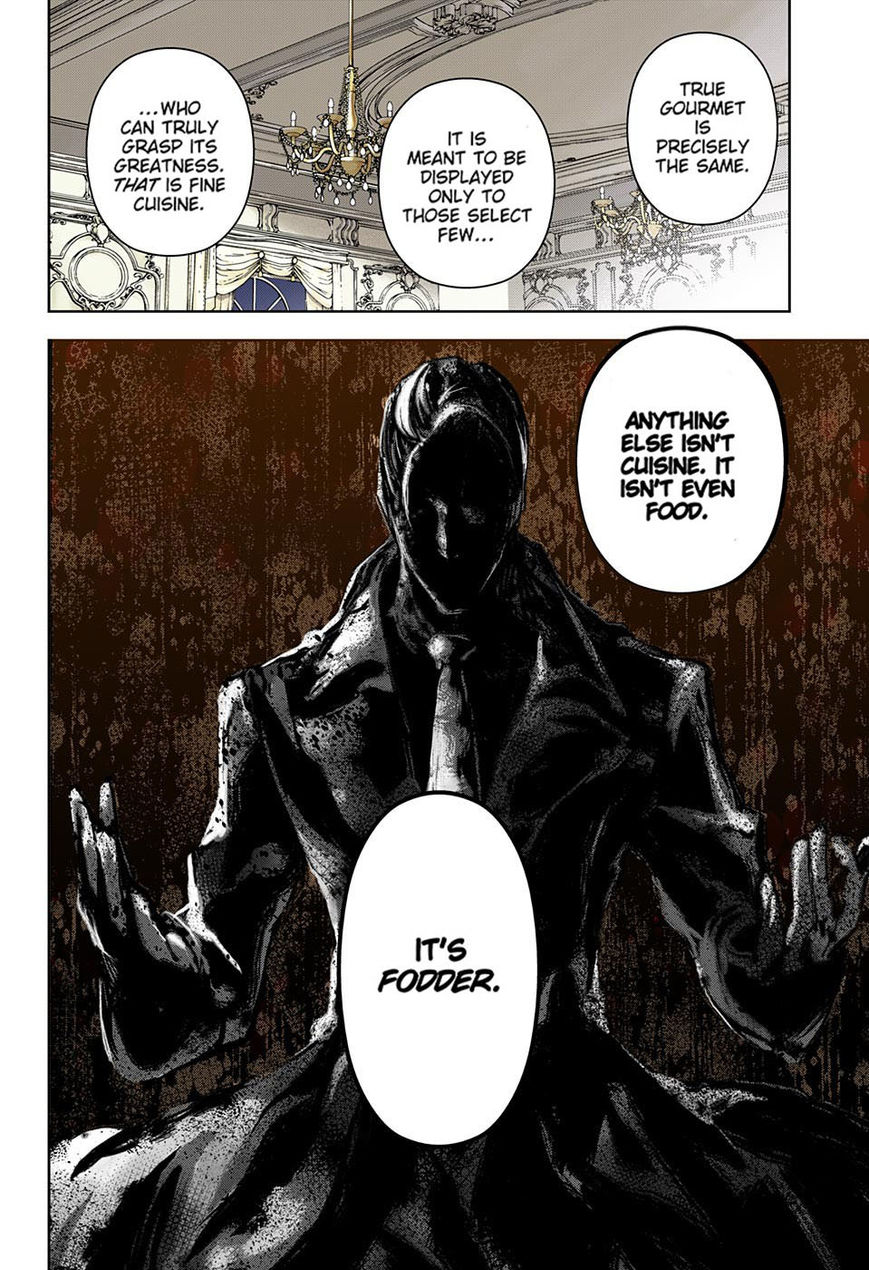 TRUE
GOURMET
IS
PRECISELY
THE SAME.
IT IS
MEANT TO BE
DISPLAYED
ONLY TO
THOSE SELECT
FEW...
...WHO
CAN TRULY
GRASP ITS
GREATNESS.
THAT IS FINE
CUISINE.
ANYTHING
ELSE ISN'T
CUISINE. IT
ISN'T EVEN
FOOD.
IT'S
FODDER.